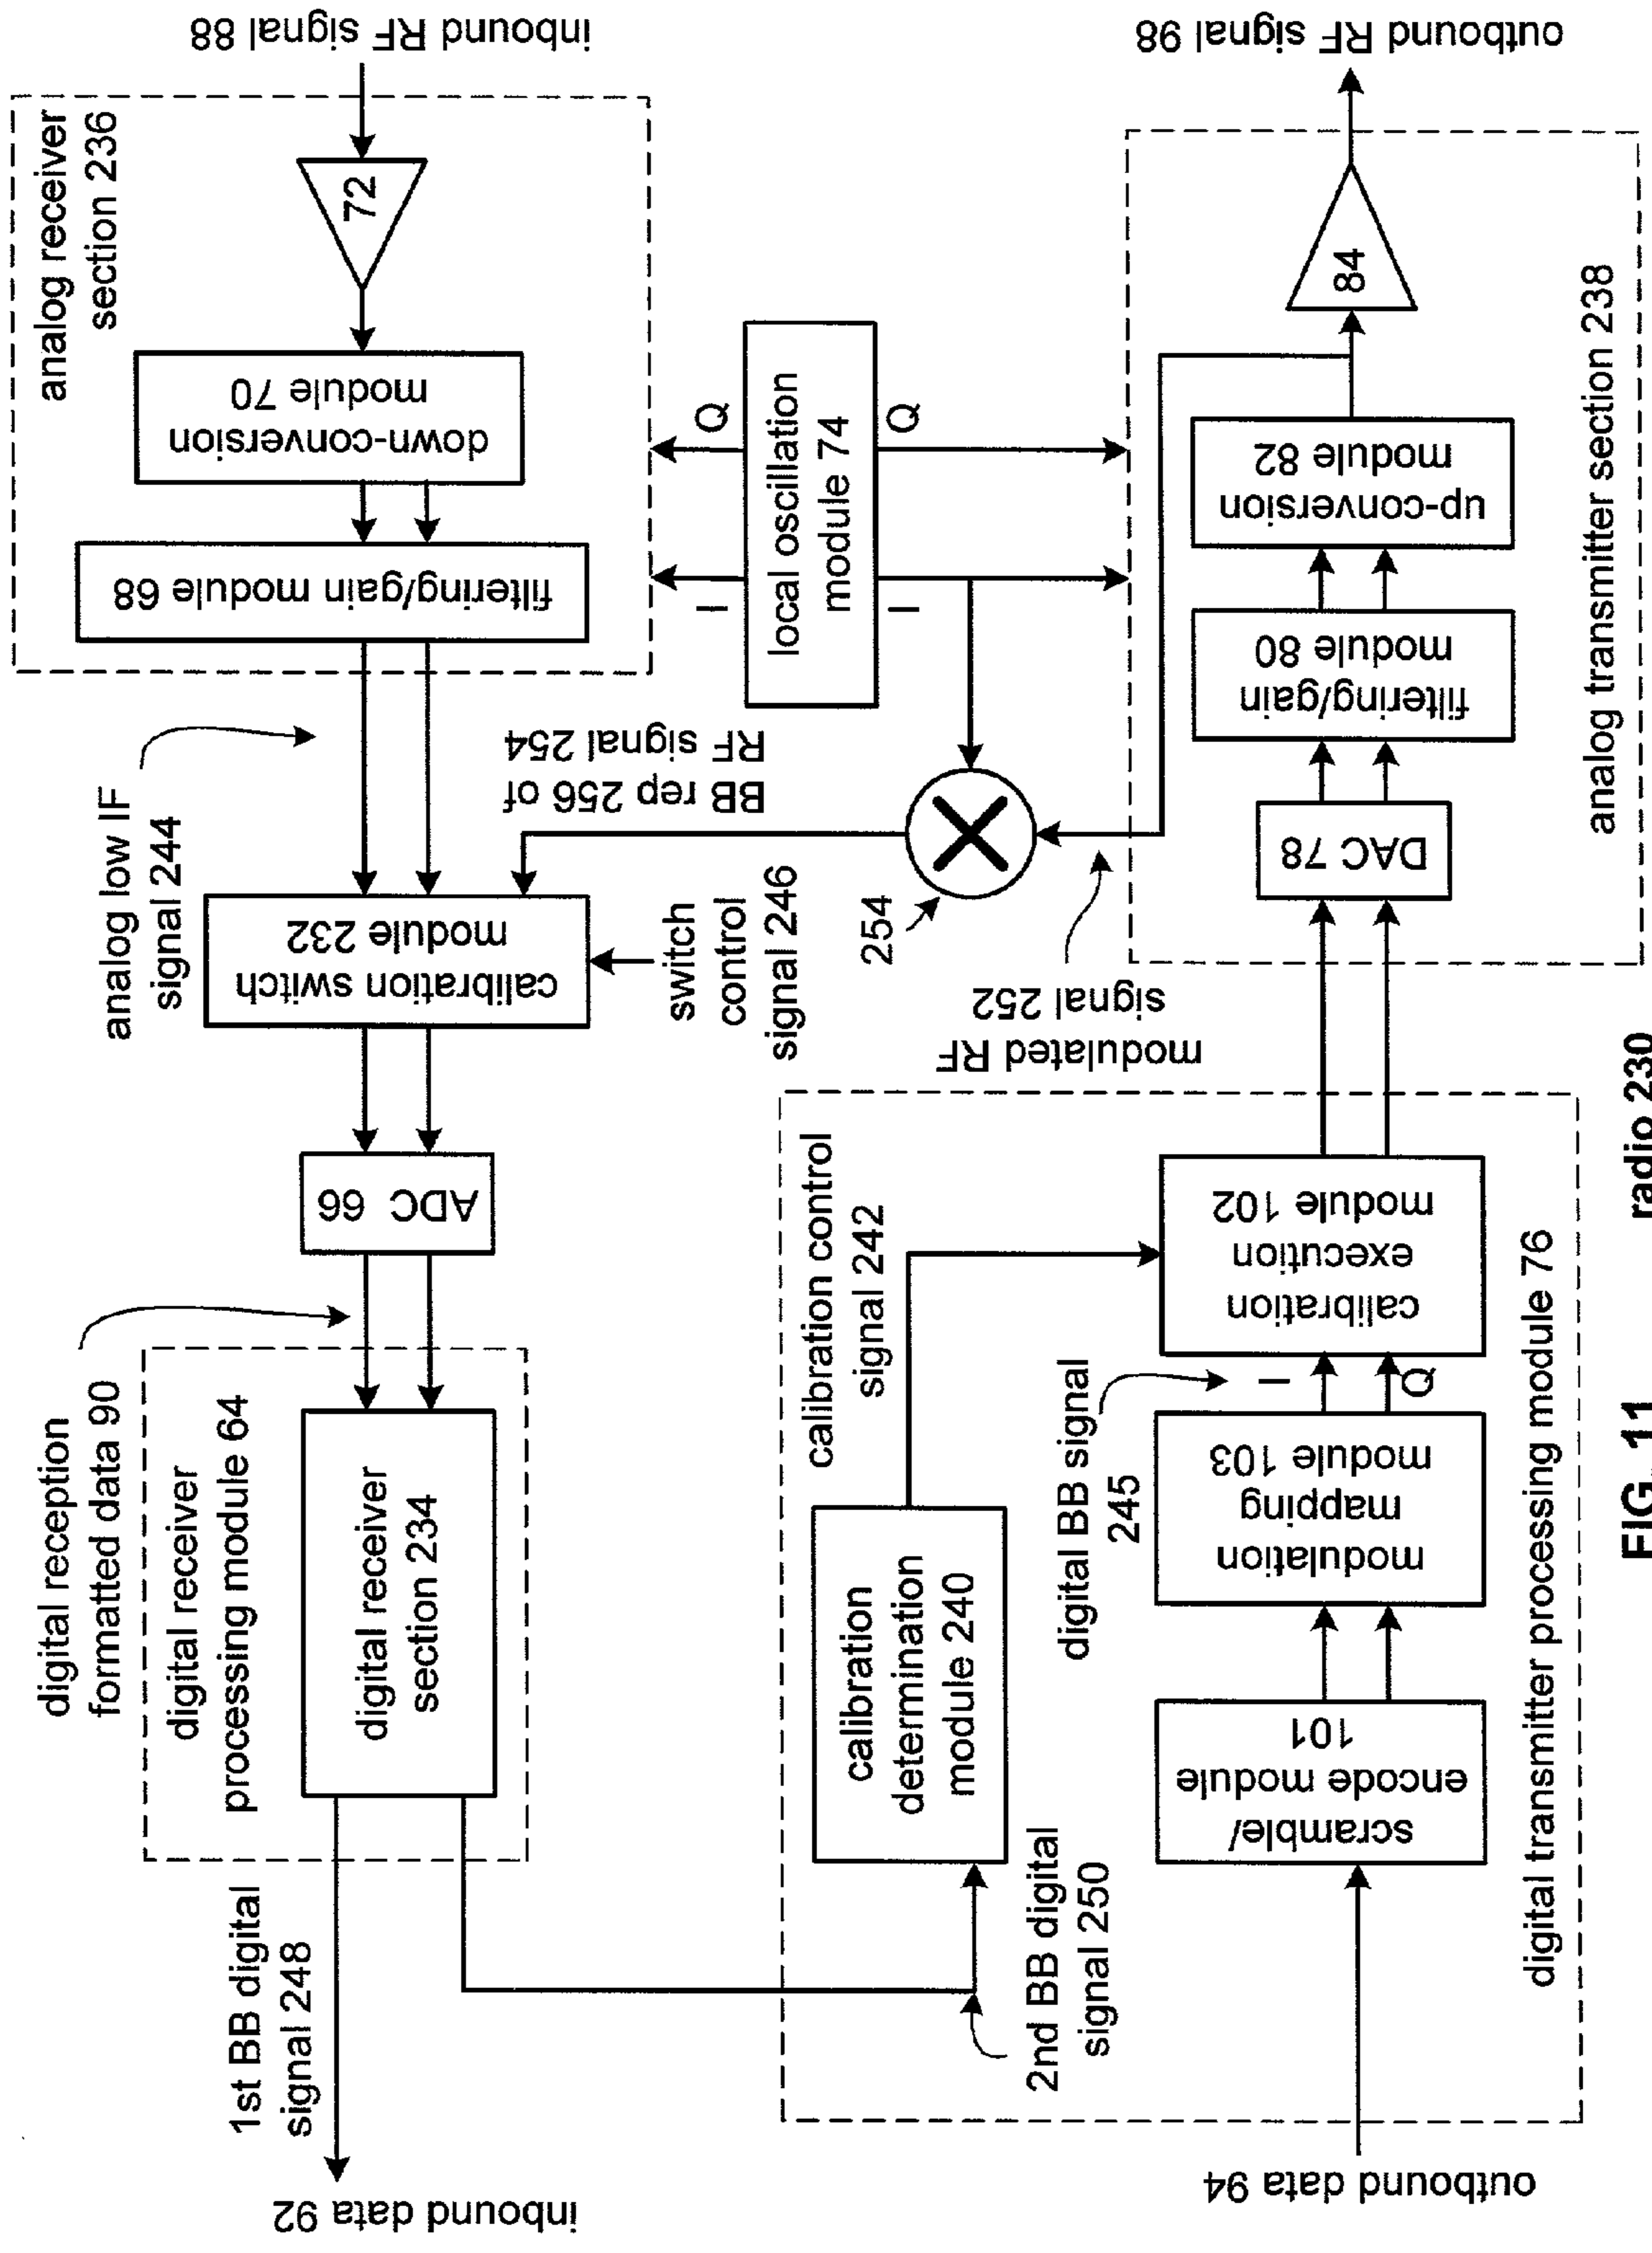 inbound RF signal 88
analog receiver
section 236
72
down-conversion
module 70
filtering/gain module 68
analog low IF
signal 244
calibration switch
module 232
switch
control
signal 246
ADC 66
digital reception
formatted data 90
digital receiver
processing module 64
digital receiver
section 234
1st BB digital
signal 248
inbound data 92
local oscillation
module 74
I
Q
I
Q
BB rep 256 of
RF signal 254
254
modulated RF
signal 252
outbound RF signal 98
analog transmitter section 238
84
up-conversion
module 82
filtering/gain
module 80
DAC 78
calibration control
signal 242
calibration
determination
module 240
2nd BB digital
signal 250
calibration
execution
module 102
digital BB signal
245
I
Q
modulation
mapping
module 103
scramble/
encode module
101
digital transmitter processing module 76
outbound data 94
FIG. 11
radio 230